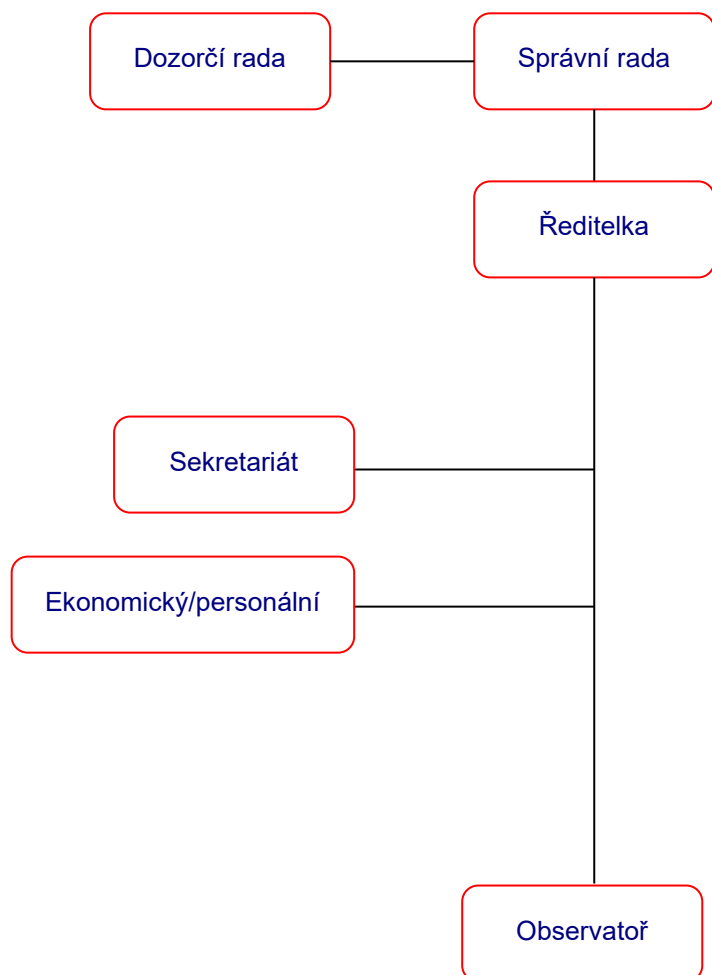 Dozorčí rada
Správní rada
Ředitelka
Sekretariát
Ekonomický/personální
Observatoř